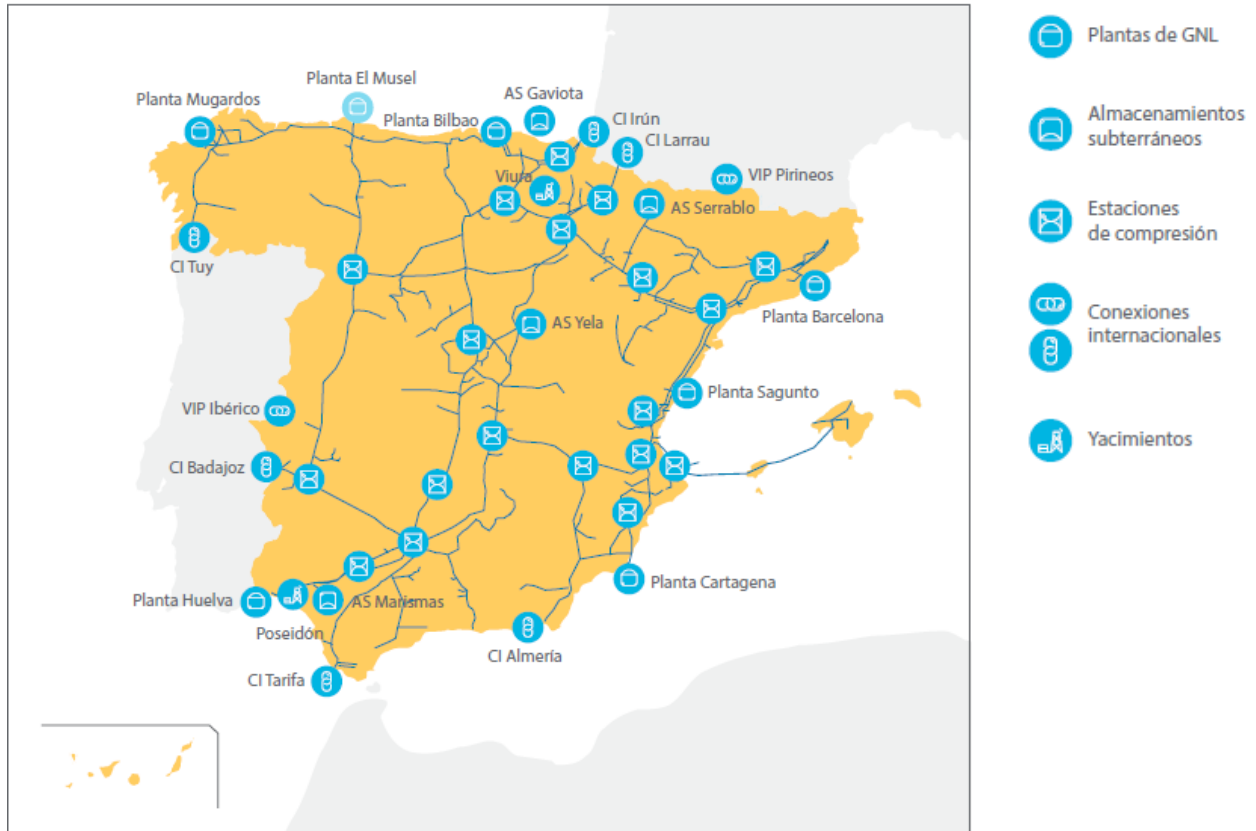 Planta El Musel
Planta Mugardos
AS Gaviota
Planta Bilbao
CI Irún
CI Larrau
Viura
VIP Pirineos
AS Serrablo
CI Tuy
Planta Barcelona
AS Yela
VIP Ibérico
Planta Sagunto
CI Badajoz
Planta Cartagena
Planta Huelva
AS Marismas
Poseidón
CI Almería
CI Tarifa
Plantas de GNL
Almacenamientos
subterráneos
Estaciones
de compresión
Conexiones
internacionales
Yacimientos